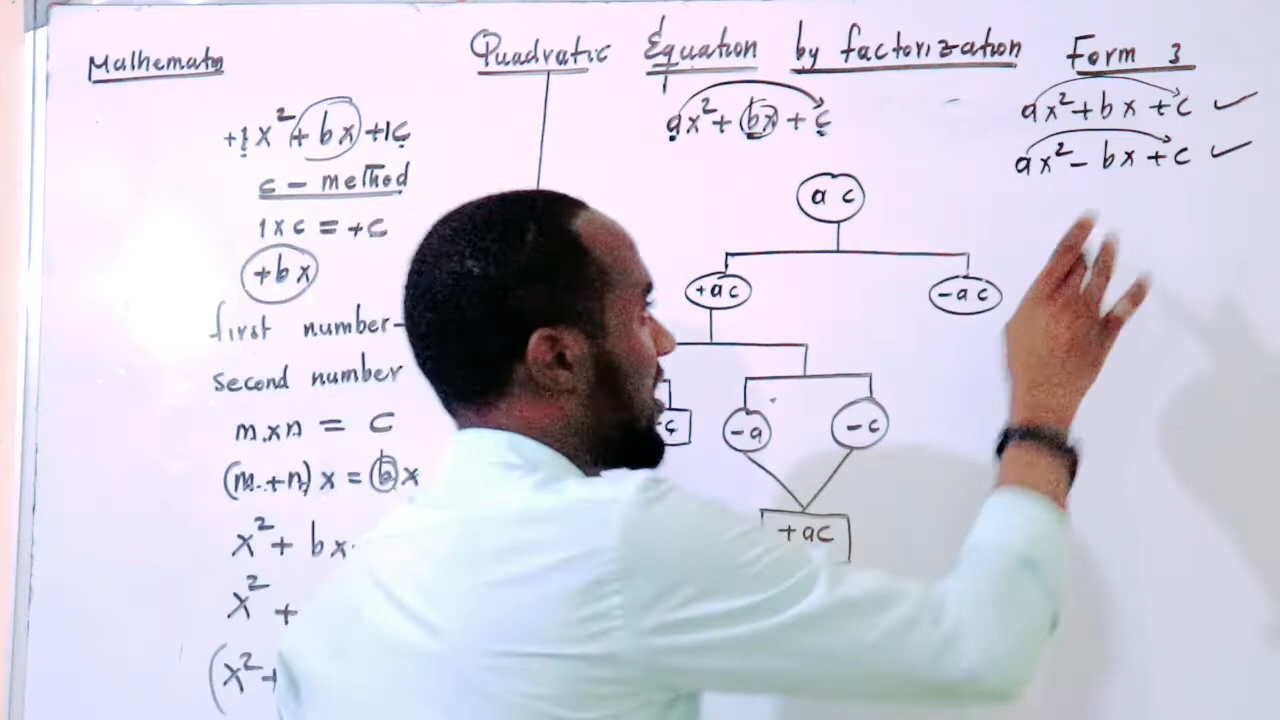 Mathematics
Quadratic Equation by factorization Form 3
+1x² + bx + 1c
c - method
1 x c = + c
+bx
first number-
second number
m x n = c
(m + n) x = bx
x² + bx
x² +
(x² +
ax² + bx + c
ac
+ac
-ac
c
-a
-c
+ac
ax² + bx + c ✓
ax² - bx + c ✓